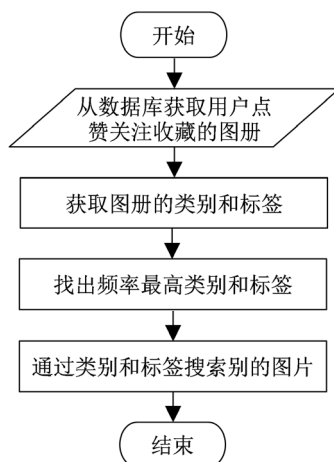 开始
从数据库获取用户点
赞关注收藏的图册
获取图册的类别和标签
找出频率最高类别和标签
通过类别和标签搜索别的图片
结束